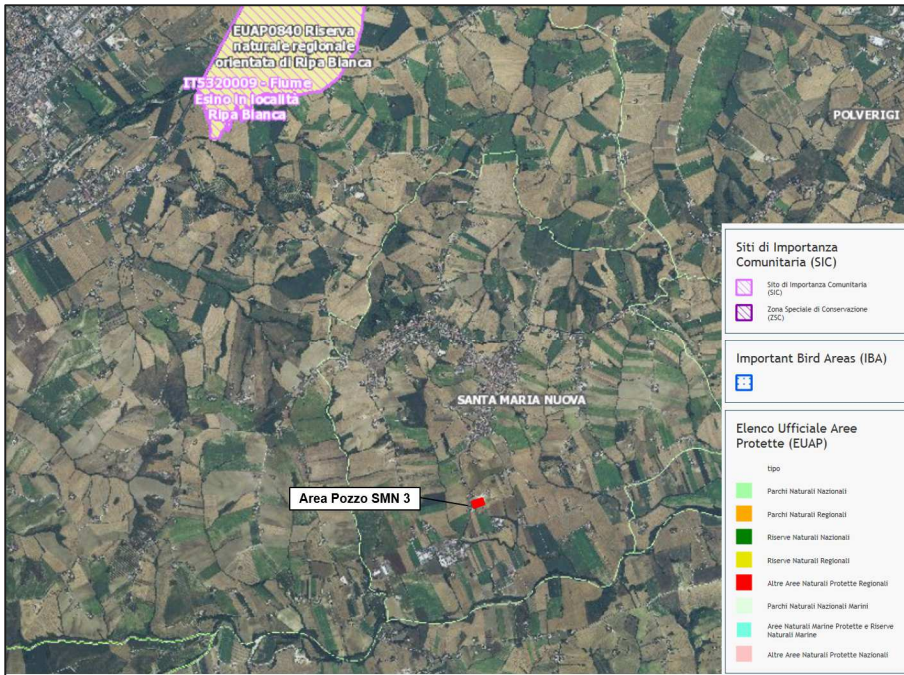 EUAP0840 Riserva
naturale regionale
orientata di Ripa Bianca
IT5320009 - Fiume
Esino in localita
Ripa Bianca
POLVERIGI
SANTA MARIA NUOVA
Area Pozzo SMN 3
Siti di Importanza
Comunitaria (SIC)
Sito di Importanza Comunitaria
(SIC)
Zona Speciale di Conservazione
(ZSC)
Important Bird Areas (IBA)
Elenco Ufficiale Aree
Protette (EUAP)
tipo
Parchi Naturali Nazionali
Parchi Naturali Regionali
Riserve Naturali Nazionali
Riserve Naturali Regionali
Altre Aree Naturali Protette Regionali
Parchi Naturali Nazionali Marini
Aree Naturali Marine Protette e Riserve
Naturali Marine
Altre Aree Naturali Protette Nazionali